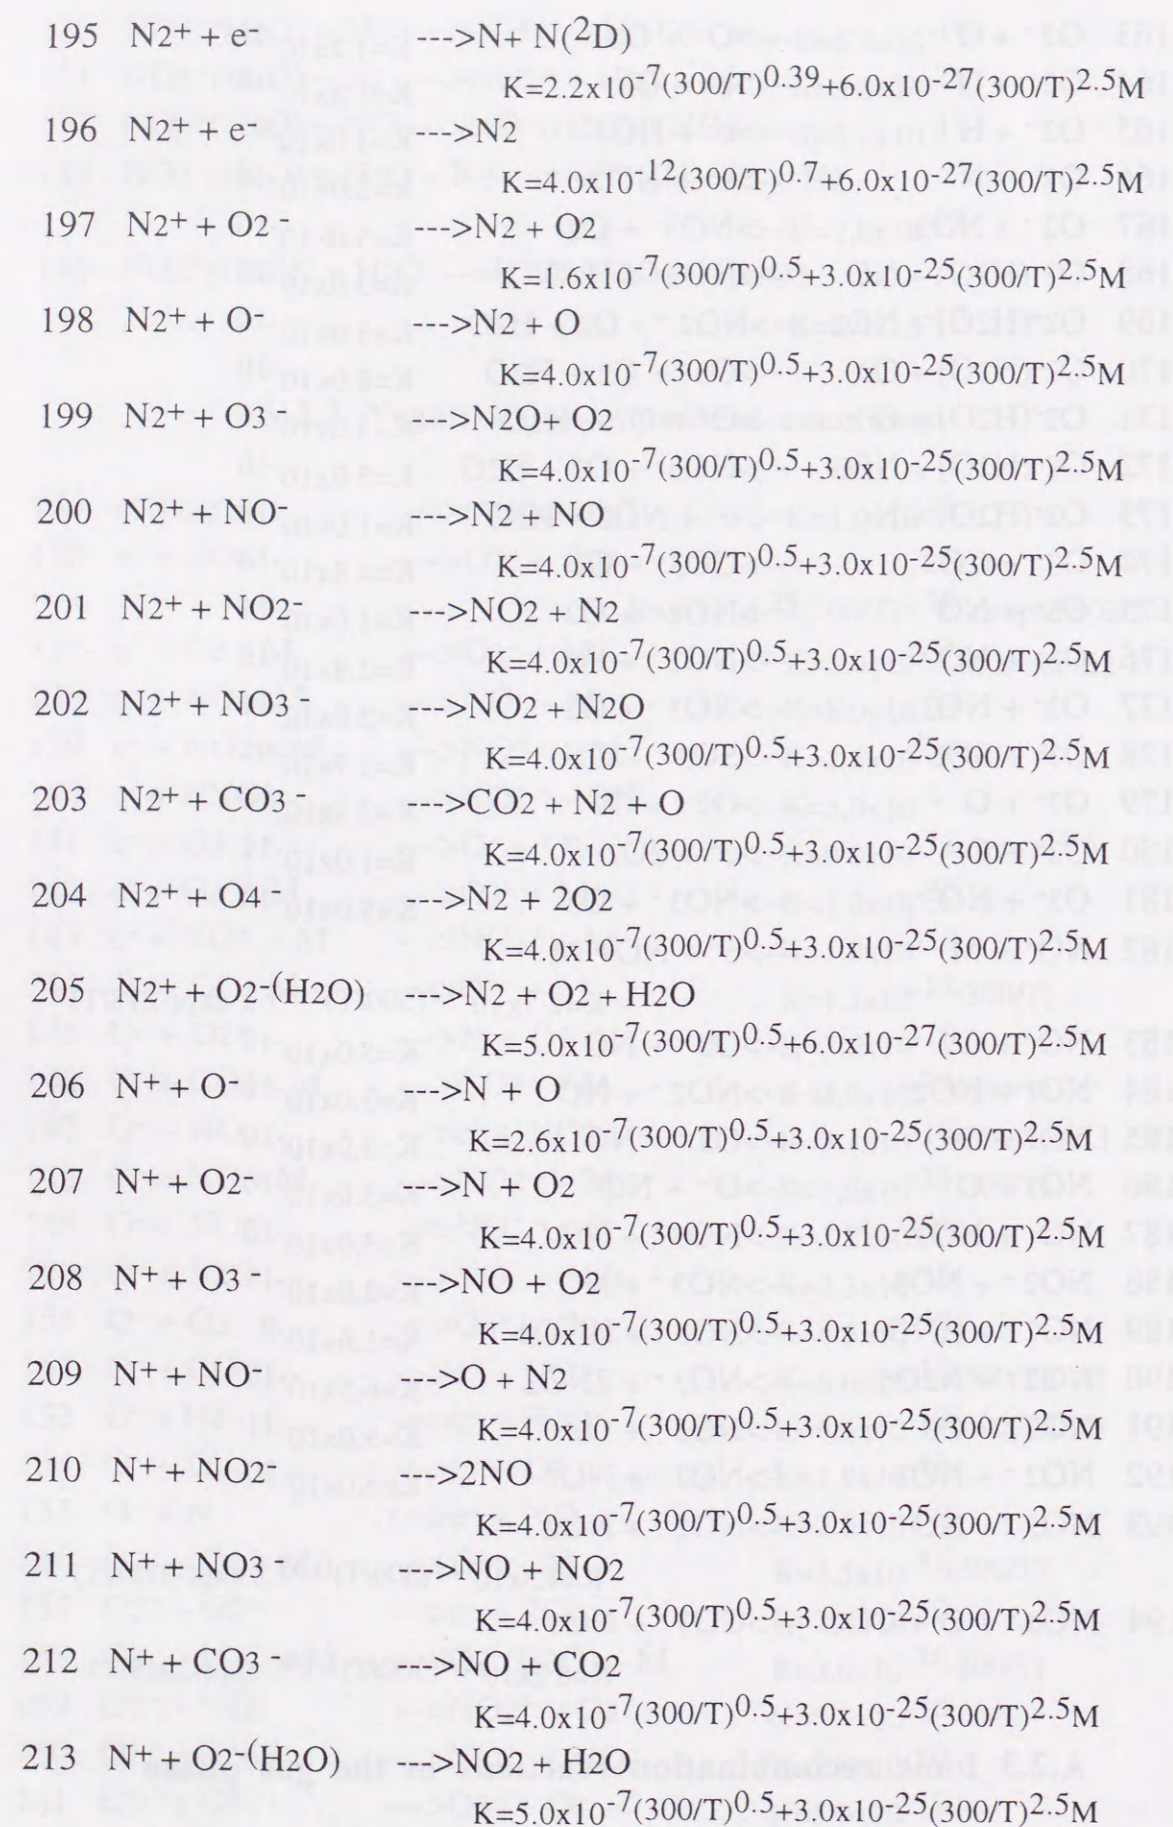 195 N2+ + e- --->N+ N(2D)
K=2.2x10-7(300/T)0.39+6.0x10-27(300/T)2.5M
196 N2+ + e- --->N2
K=4.0x10-12(300/T)0.7+6.0x10-27(300/T)2.5M
197 N2+ + O2 - --->N2 + O2
K=1.6x10-7(300/T)0.5+3.0x10-25(300/T)2.5M
198 N2+ + O- --->N2 + O
K=4.0x10-7(300/T)0.5+3.0x10-25(300/T)2.5M
199 N2+ + O3 - --->N2O+ O2
K=4.0x10-7(300/T)0.5+3.0x10-25(300/T)2.5M
200 N2+ + NO- --->N2 + NO
K=4.0x10-7(300/T)0.5+3.0x10-25(300/T)2.5M
201 N2+ + NO2- --->NO2 + N2
K=4.0x10-7(300/T)0.5+3.0x10-25(300/T)2.5M
202 N2+ + NO3 - --->NO2 + N2O
K=4.0x10-7(300/T)0.5+3.0x10-25(300/T)2.5M
203 N2+ + CO3 - --->CO2 + N2 + O
K=4.0x10-7(300/T)0.5+3.0x10-25(300/T)2.5M
204 N2+ + O4 - --->N2 + 2O2
K=4.0x10-7(300/T)0.5+3.0x10-25(300/T)2.5M
205 N2+ + O2-(H2O) --->N2 + O2 + H2O
K=5.0x10-7(300/T)0.5+6.0x10-27(300/T)2.5M
206 N+ + O- --->N + O
K=2.6x10-7(300/T)0.5+3.0x10-25(300/T)2.5M
207 N+ + O2- --->N + O2
K=4.0x10-7(300/T)0.5+3.0x10-25(300/T)2.5M
208 N+ + O3 - --->NO + O2
K=4.0x10-7(300/T)0.5+3.0x10-25(300/T)2.5M
209 N+ + NO- --->O + N2
K=4.0x10-7(300/T)0.5+3.0x10-25(300/T)2.5M
210 N+ + NO2- --->2NO
K=4.0x10-7(300/T)0.5+3.0x10-25(300/T)2.5M
211 N+ + NO3 - --->NO + NO2
K=4.0x10-7(300/T)0.5+3.0x10-25(300/T)2.5M
212 N+ + CO3 - --->NO + CO2
K=4.0x10-7(300/T)0.5+3.0x10-25(300/T)2.5M
213 N+ + O2-(H2O) --->NO2 + H2O
K=5.0x10-7(300/T)0.5+3.0x10-25(300/T)2.5M